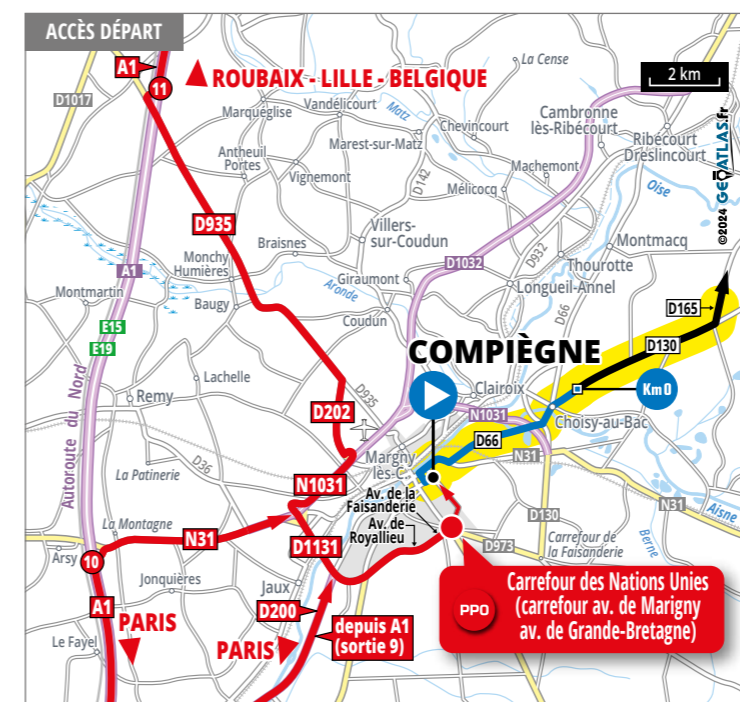 ACCÈS DÉPART
A1
11
ROUBAIX - LILLE - BELGIQUE
La Cense
2 km
D1017
Marquéglise
Vandélicourt
Matz
Chevincourt
Cambronne
lès-Ribécourt
Ribécourt
Dreslincourt
©2024 GEOATLAS.fr
Antheuil
Portes
Marest-sur-Matz
Vignemont
D142
Machemont
Mélicocq
Oise
D935
Villers-
sur-Coudun
Montmacq
Monchy
Humières
Braisnes
D1032
D932
Thourotte
A1
Giraumont
Longueil-Annel
Montmartin
Baugy
Aronde
D66
D165
E15
E19
Coudun
D130
COMPIÈGNE
Lachelle
D935
Clairoix
Km 0
Remy
D202
N1031
Choisy-au-Bac
Autoroute du Nord
D66
D36
Margny
lès-C.
N31
La Patinerie
N1031
Av. de la
Faisanderie
N31
Aisne
La Montagne
Av. de
Royallieu
D130
Berne
N31
D1131
D973
Carrefour de
la Faisanderie
Arsy
10
Jonquières
Jaux
Carrefour des Nations Unies
(carrefour av. de Marigny
av. de Grande-Bretagne)
PPO
A1
PARIS
D200
Le Fayel
PARIS
depuis A1
(sortie 9)